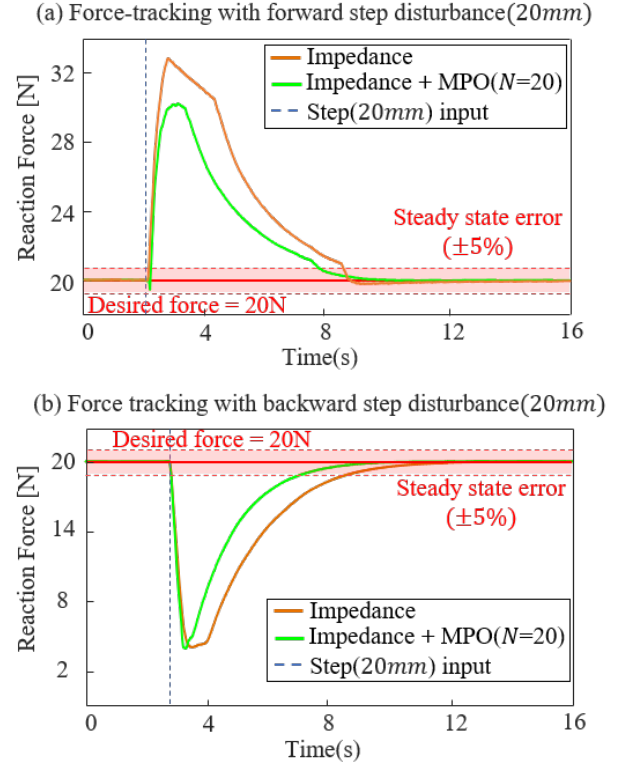 (a) Force-tracking with forward step disturbance(20mm)
Reaction Force [N]
32
28
24
20
Impedance
Impedance + MPO(N=20)
Step(20mm) input
Steady state error
(±5%)
Desired force = 20N
0
4
8
12
16
Time(s)
(b) Force tracking with backward step disturbance(20mm)
Reaction Force [N]
20
14
8
2
Desired force = 20N
Steady state error
(±5%)
Impedance
Impedance + MPO(N=20)
Step(20mm) input
0
4
8
12
16
Time(s)